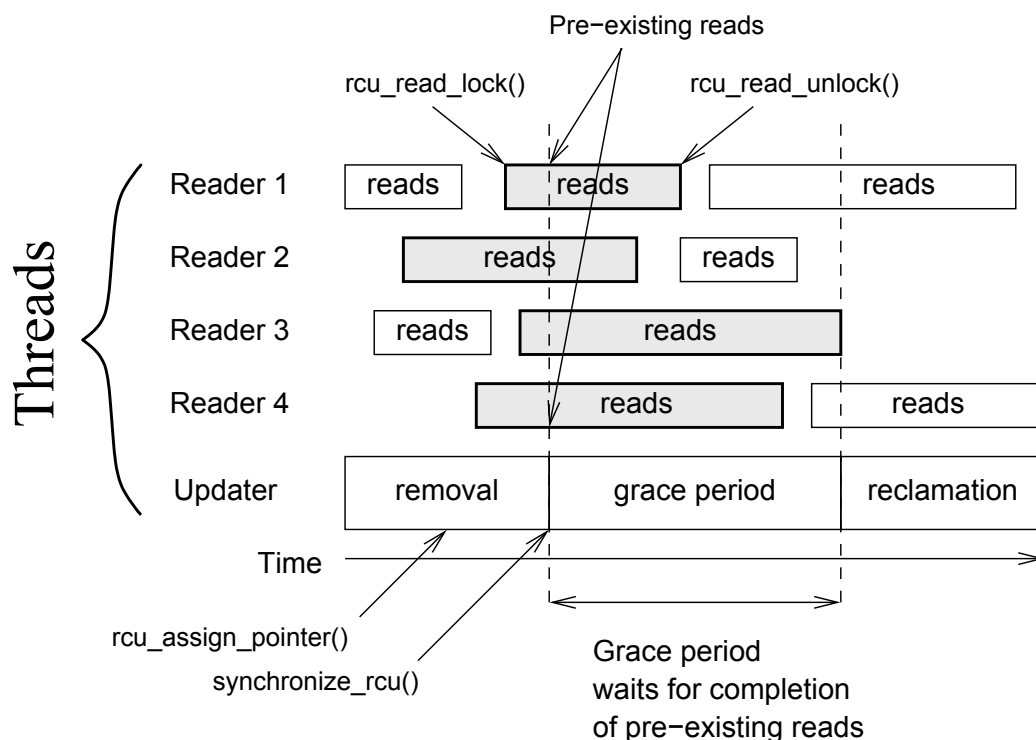 Pre−existing reads
rcu_read_lock()
rcu_read_unlock()
Threads
Reader 1
reads
reads
reads
Reader 2
reads
reads
Reader 3
reads
reads
Reader 4
reads
reads
Updater
removal
grace period
reclamation
Time
rcu_assign_pointer()
synchronize_rcu()
Grace period
waits for completion
of pre−existing reads